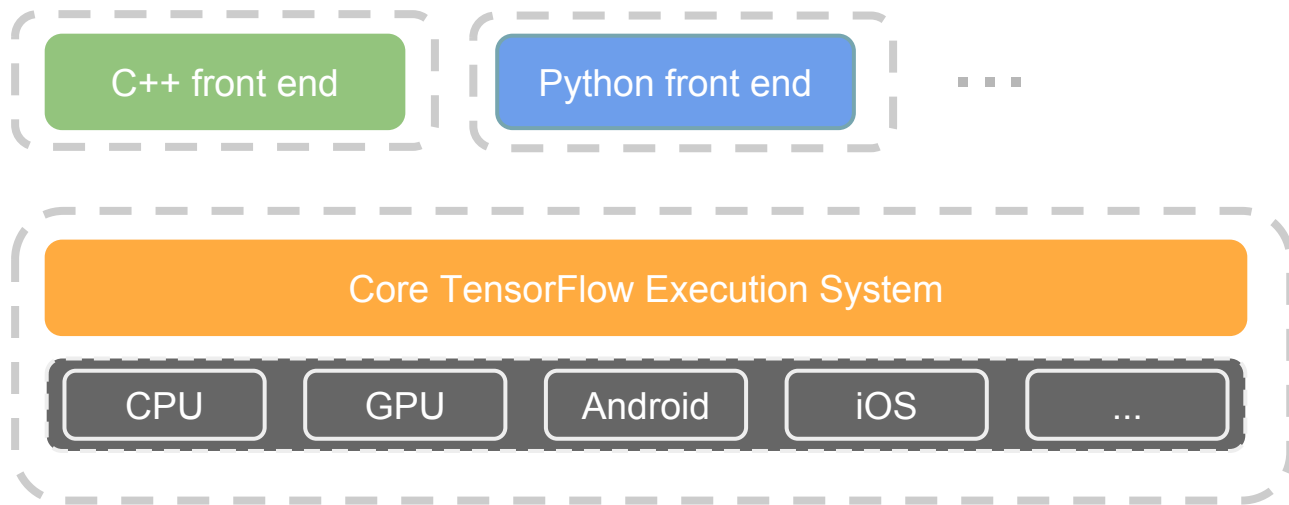 C++ front end
Python front end
...
Core TensorFlow Execution System
CPU
GPU
Android
iOS
...